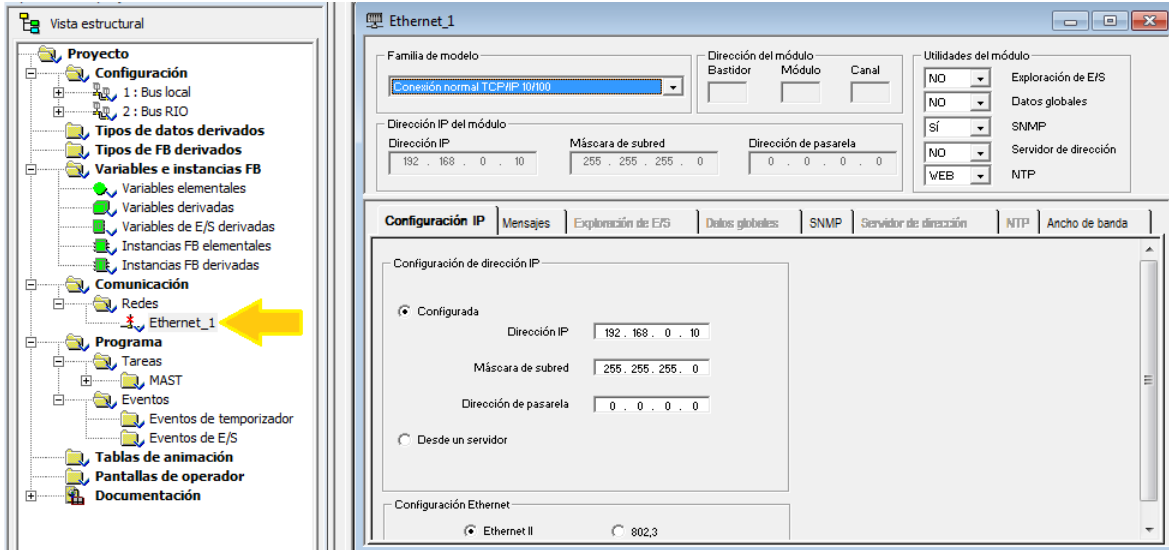 Vista estructural
Proyecto
Configuración
1 : Bus local
2 : Bus RIO
Tipos de datos derivados
Tipos de FB derivados
Variables e instancias FB
Variables elementales
Variables derivadas
Variables de E/S derivadas
Instancias FB elementales
Instancias FB derivadas
Comunicación
Redes
Ethernet_1
Programa
Tareas
MAST
Eventos
Eventos de temporizador
Eventos de E/S
Tablas de animación
Pantallas de operador
Documentación
Ethernet_1
Familia de modelo
Conexión normal TCP/IP 10/100
Dirección del módulo
Bastidor Módulo Canal
Utilidades del módulo
NO Exploración de E/S
NO Datos globales
SÍ SNMP
NO Servidor de dirección
WEB NTP
Dirección IP del módulo
Dirección IP Máscara de subred Dirección de pasarela
192 . 168 . 0 . 10 255 . 255 . 255 . 0 0 . 0 . 0 . 0
Configuración IP Mensajes Exploración de E/S Datos globales SNMP Servidor de dirección NTP Ancho de banda
Configuración de dirección IP
Configurada
Dirección IP 192 . 168 . 0 . 10
Máscara de subred 255 . 255 . 255 . 0
Dirección de pasarela 0 . 0 . 0 . 0
Desde un servidor
Configuración Ethernet
Ethernet II 802,3